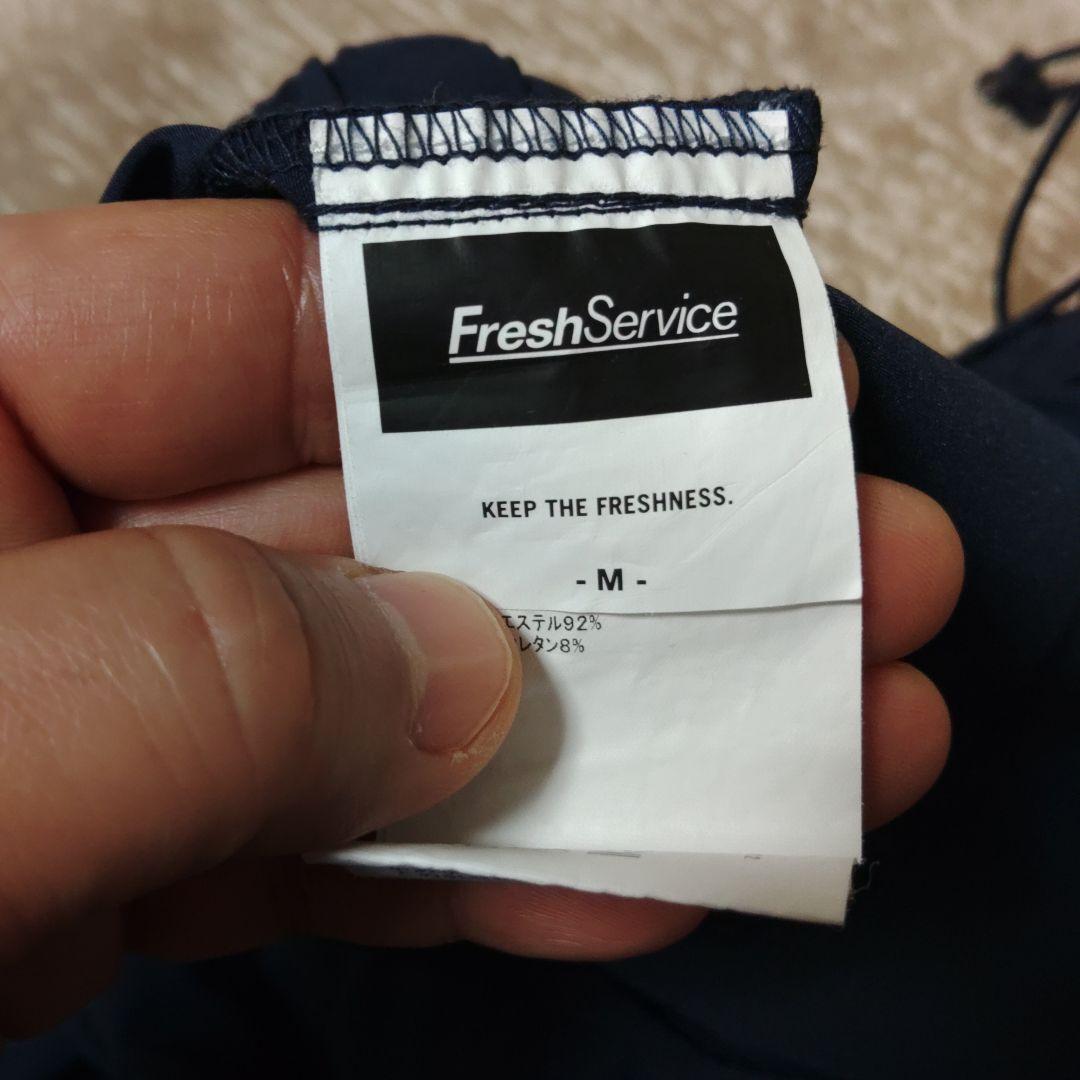 FreshService
KEEP THE FRESHNESS.
- M -
エステル92%
レタン8%